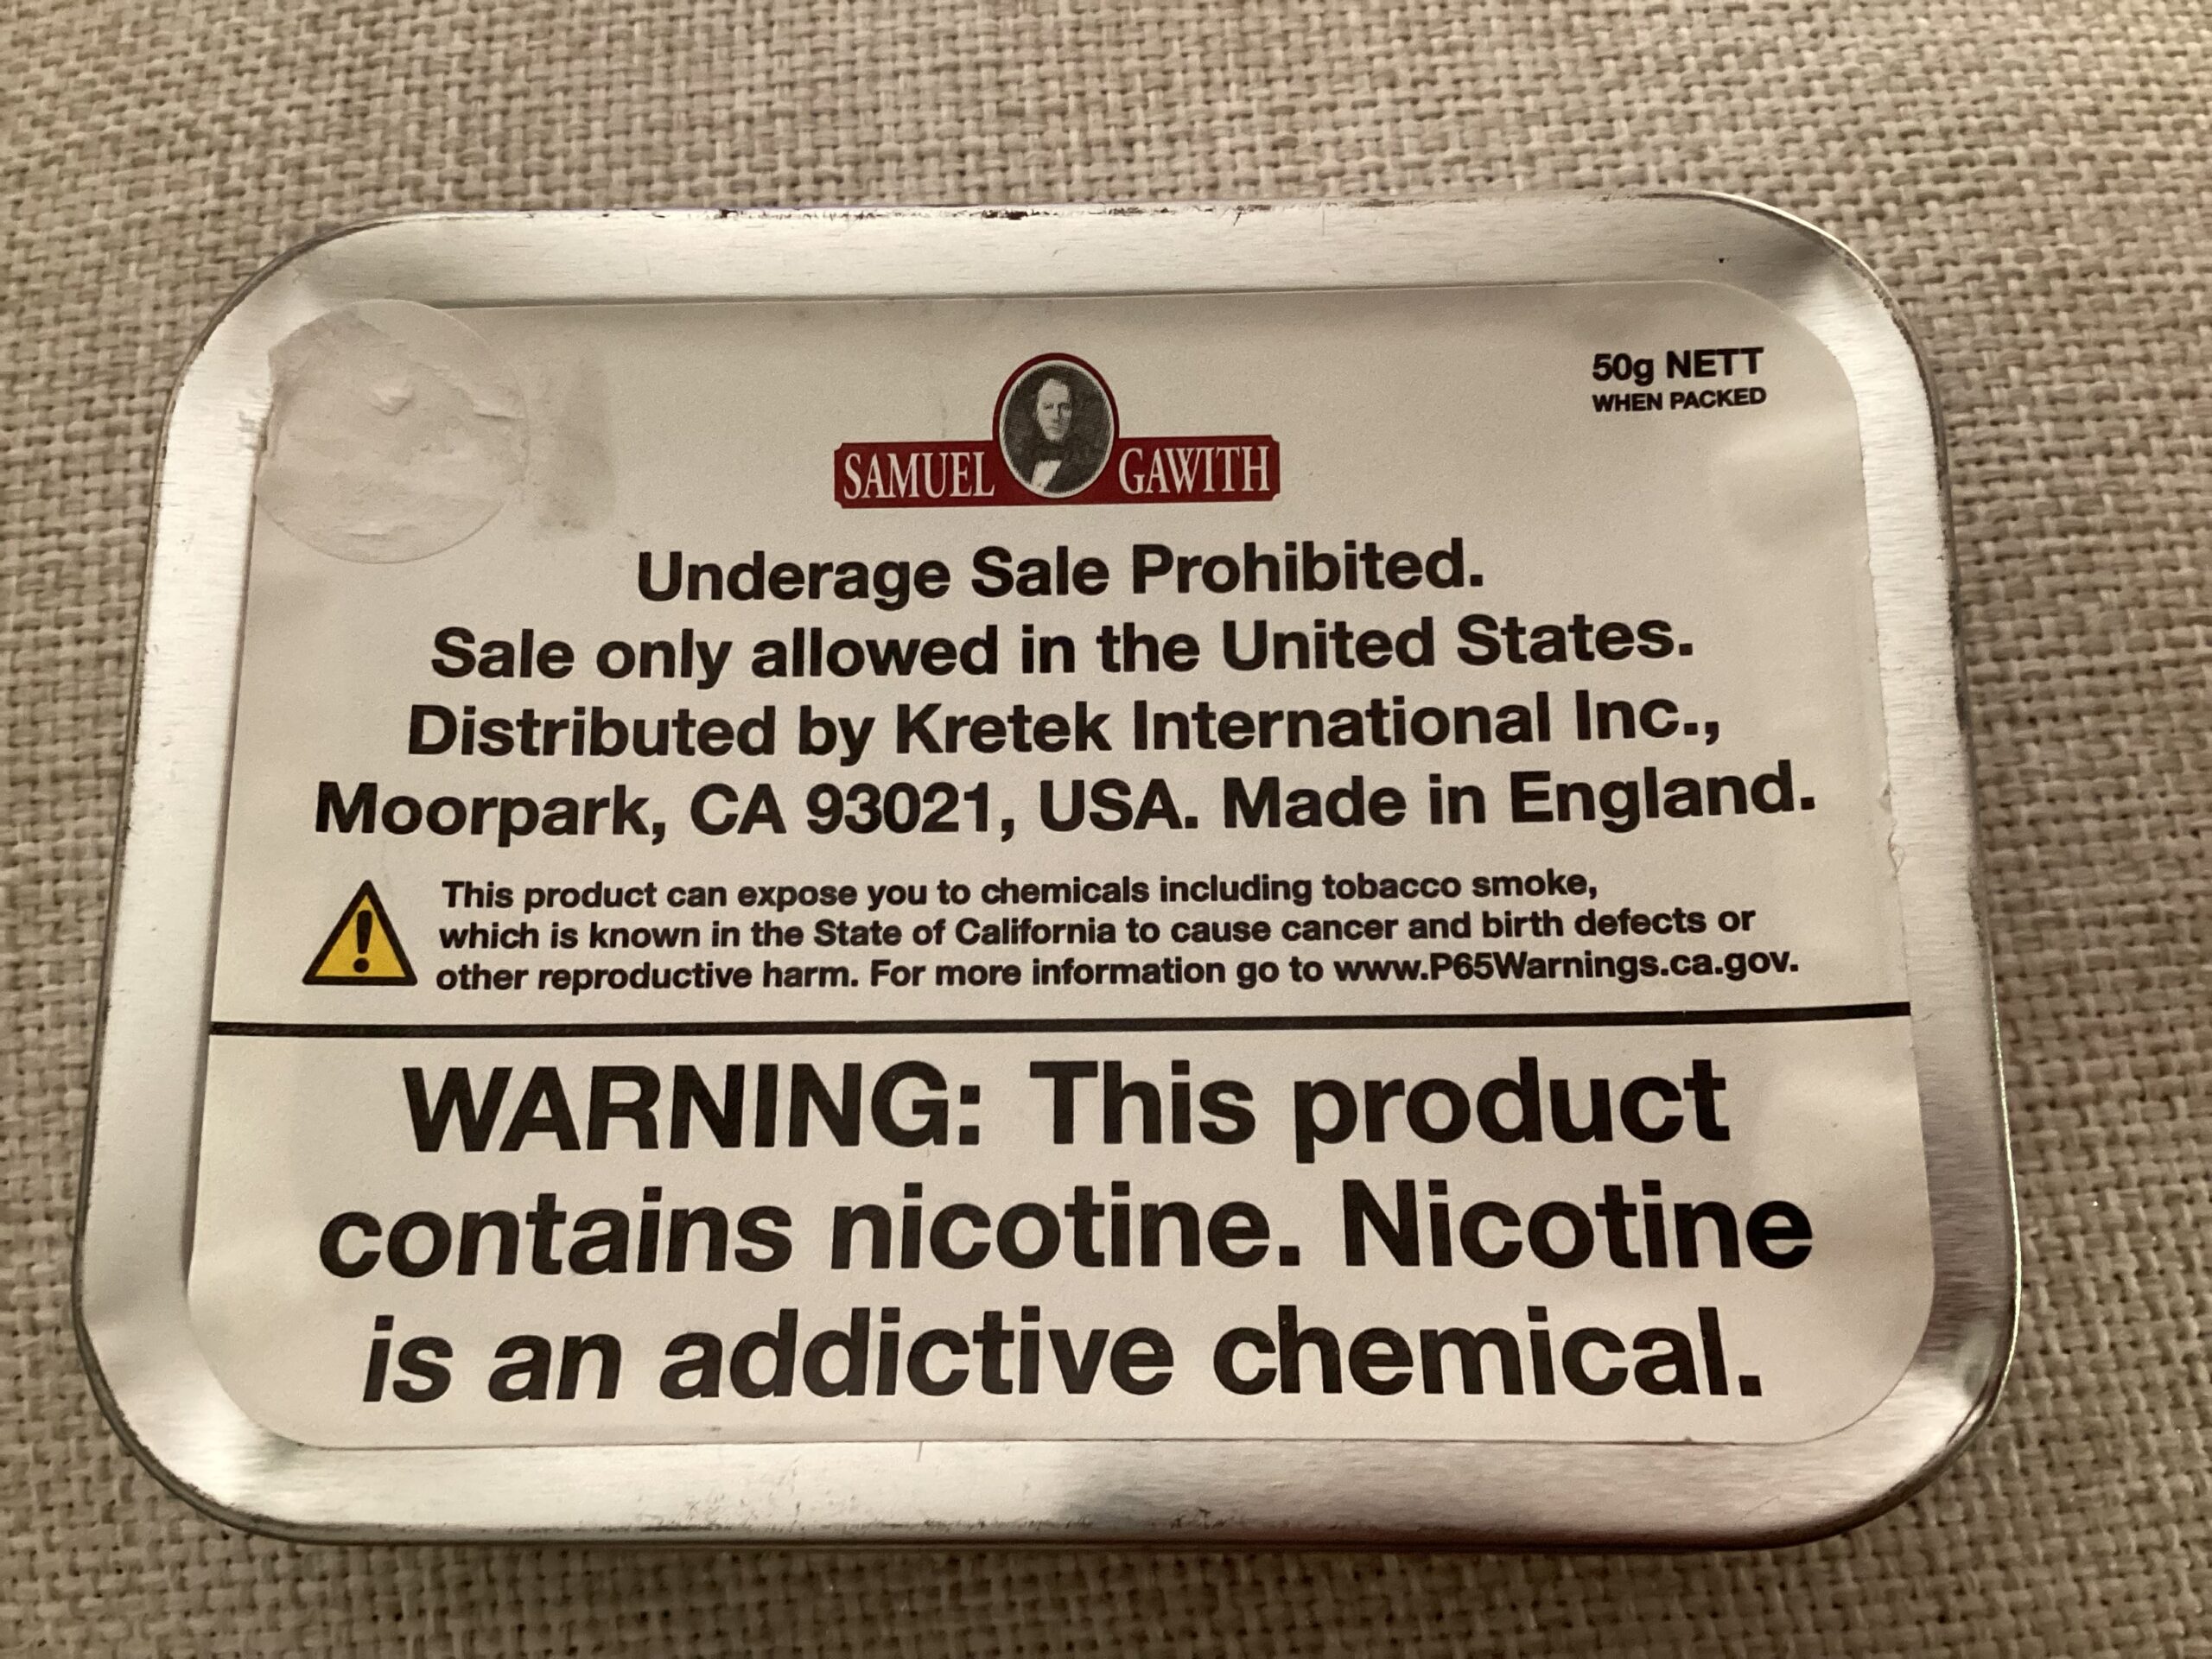 50g NETT
WHEN PACKED
SAMUEL GAWITH
Underage Sale Prohibited.
Sale only allowed in the United States.
Distributed by Kretek International Inc.,
Moorpark, CA 93021, USA. Made in England.
This product can expose you to chemicals including tobacco smoke,
which is known in the State of California to cause cancer and birth defects or
other reproductive harm. For more information go to www.P65Warnings.ca.gov.
WARNING: This product
contains nicotine. Nicotine
is an addictive chemical.